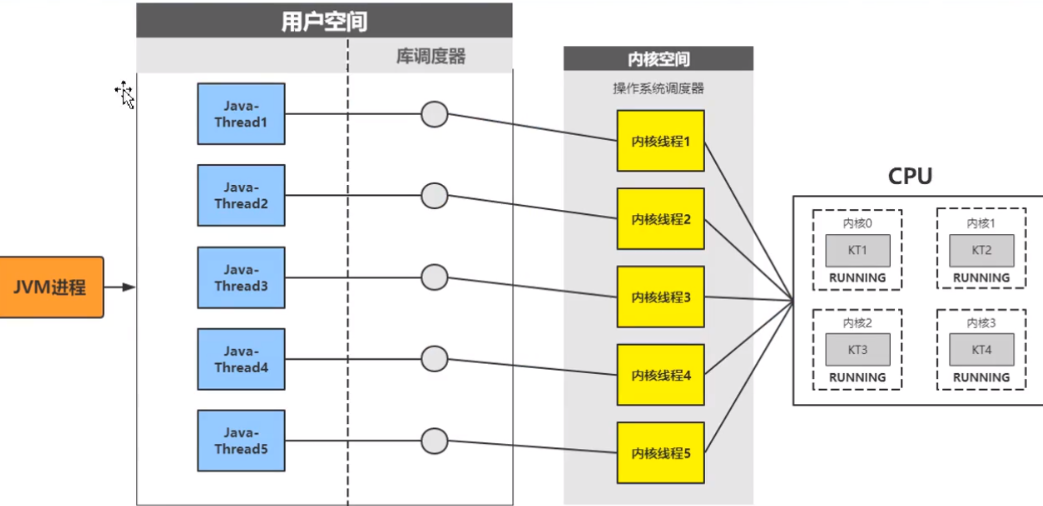 用户空间
库调度器
内核空间
操作系统调度器
JVM进程
Java-
Thread1
Java-
Thread2
Java-
Thread3
Java-
Thread4
Java-
Thread5
内核线程1
内核线程2
内核线程3
内核线程4
内核线程5
CPU
内核0
KT1
RUNNING
内核1
KT2
RUNNING
内核2
KT3
RUNNING
内核3
KT4
RUNNING